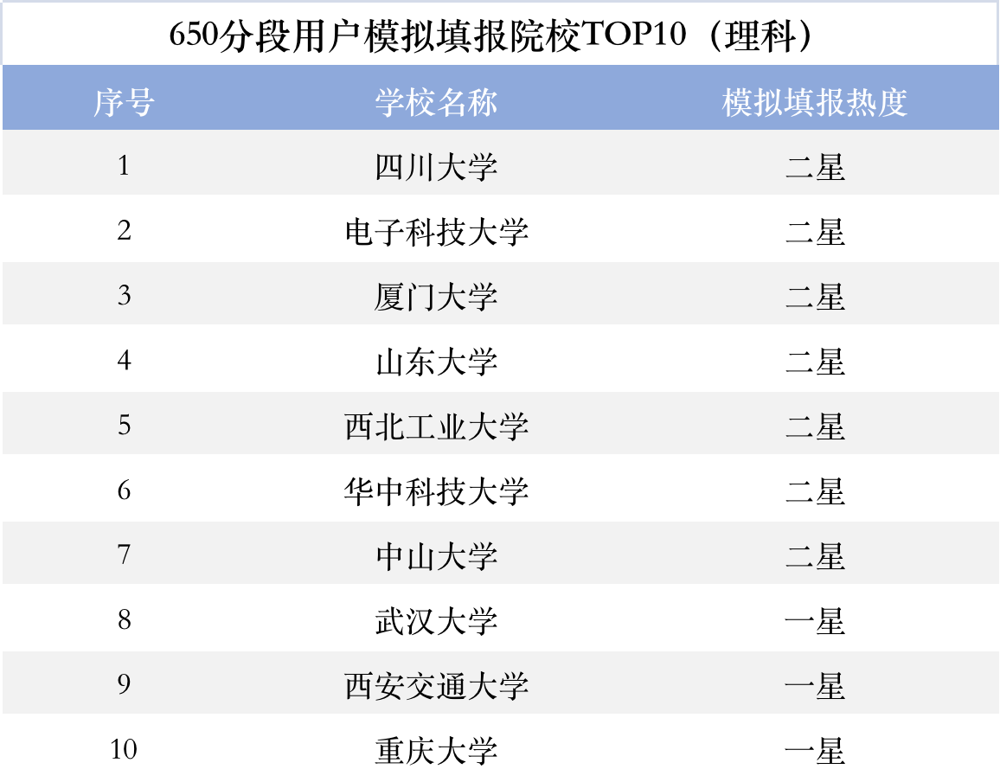 650分段用户模拟填报院校TOP10（理科）
序号 学校名称 模拟填报热度
1 四川大学 二星
2 电子科技大学 二星
3 厦门大学 二星
4 山东大学 二星
5 西北工业大学 二星
6 华中科技大学 二星
7 中山大学 二星
8 武汉大学 一星
9 西安交通大学 一星
10 重庆大学 一星